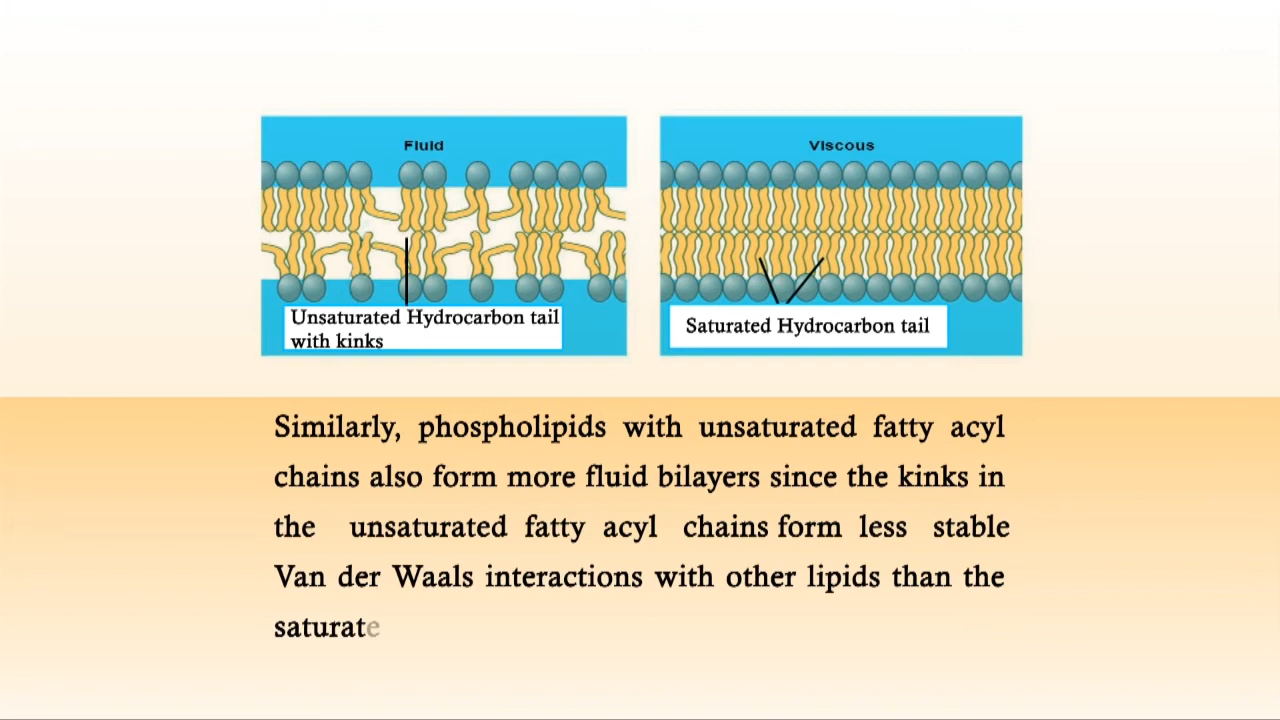 Fluid
Viscous
Unsaturated Hydrocarbon tail
with kinks
Saturated Hydrocarbon tail
Similarly, phospholipids with unsaturated fatty acyl
chains also form more fluid bilayers since the kinks in
the unsaturated fatty acyl chains form less stable
Van der Waals interactions with other lipids than the
saturate